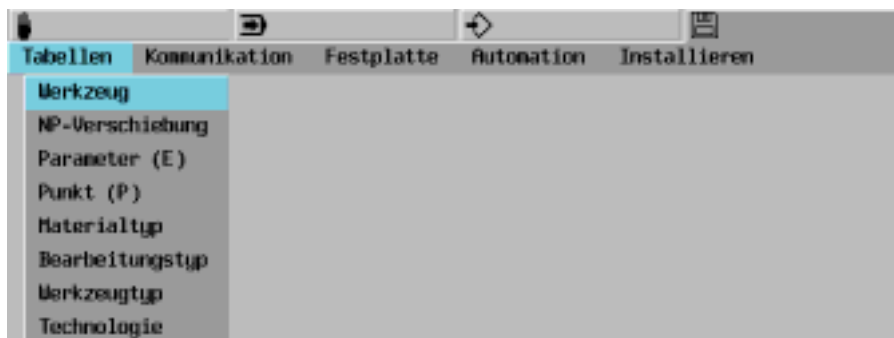 Tabellen Kommunikation Festplatte Automation Installieren
Werkzeug
NP-Verschiebung
Parameter (E)
Punkt (P)
Materialtyp
Bearbeitungstyp
Werkzeugtyp
Technologie